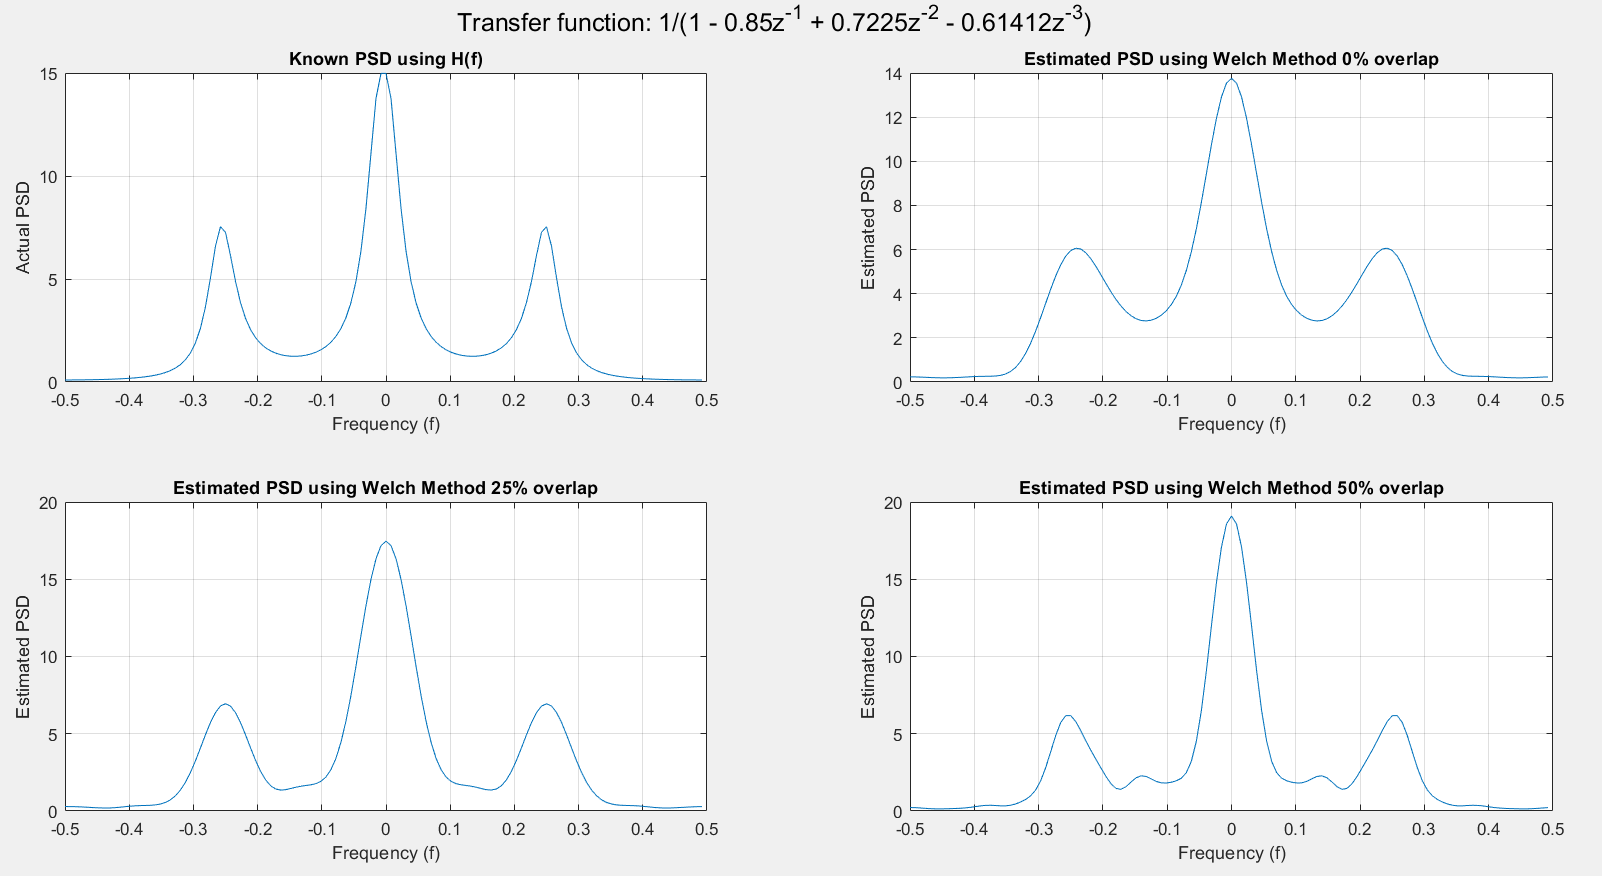 Transfer function: 1/(1 - 0.85z^-1 + 0.7225z^-2 - 0.61412z^-3)
Known PSD using H(f)
Actual PSD
15
10
5
0
-0.5 -0.4 -0.3 -0.2 -0.1 0 0.1 0.2 0.3 0.4 0.5
Frequency (f)
Estimated PSD using Welch Method 0% overlap
Estimated PSD
14
12
10
8
6
4
2
0
-0.5 -0.4 -0.3 -0.2 -0.1 0 0.1 0.2 0.3 0.4 0.5
Frequency (f)
Estimated PSD using Welch Method 25% overlap
Estimated PSD
20
15
10
5
0
-0.5 -0.4 -0.3 -0.2 -0.1 0 0.1 0.2 0.3 0.4 0.5
Frequency (f)
Estimated PSD using Welch Method 50% overlap
Estimated PSD
20
15
10
5
0
-0.5 -0.4 -0.3 -0.2 -0.1 0 0.1 0.2 0.3 0.4 0.5
Frequency (f)